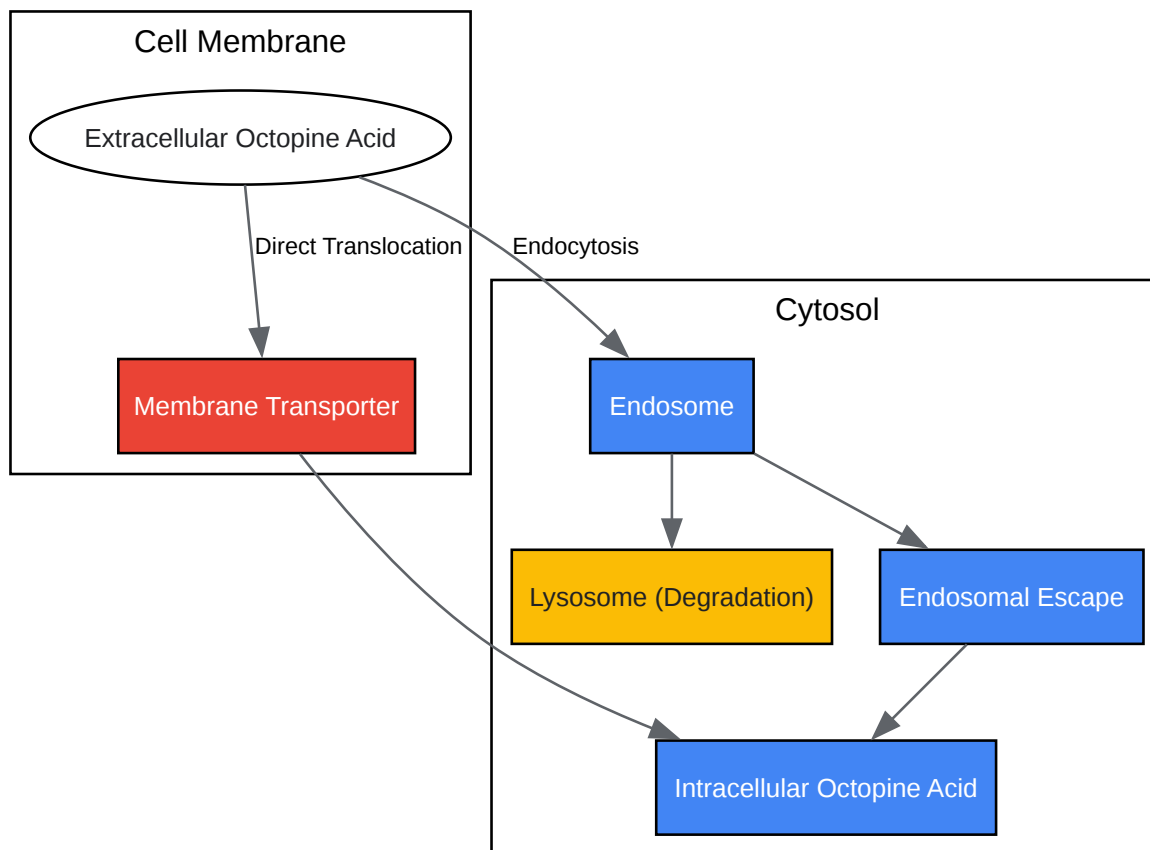 Cell Membrane
Extracellular Octopine Acid
Direct Translocation
Endocytosis
Cytosol
Membrane Transporter
Endosome
Lysosome (Degradation)
Endosomal Escape
Intracellular Octopine Acid